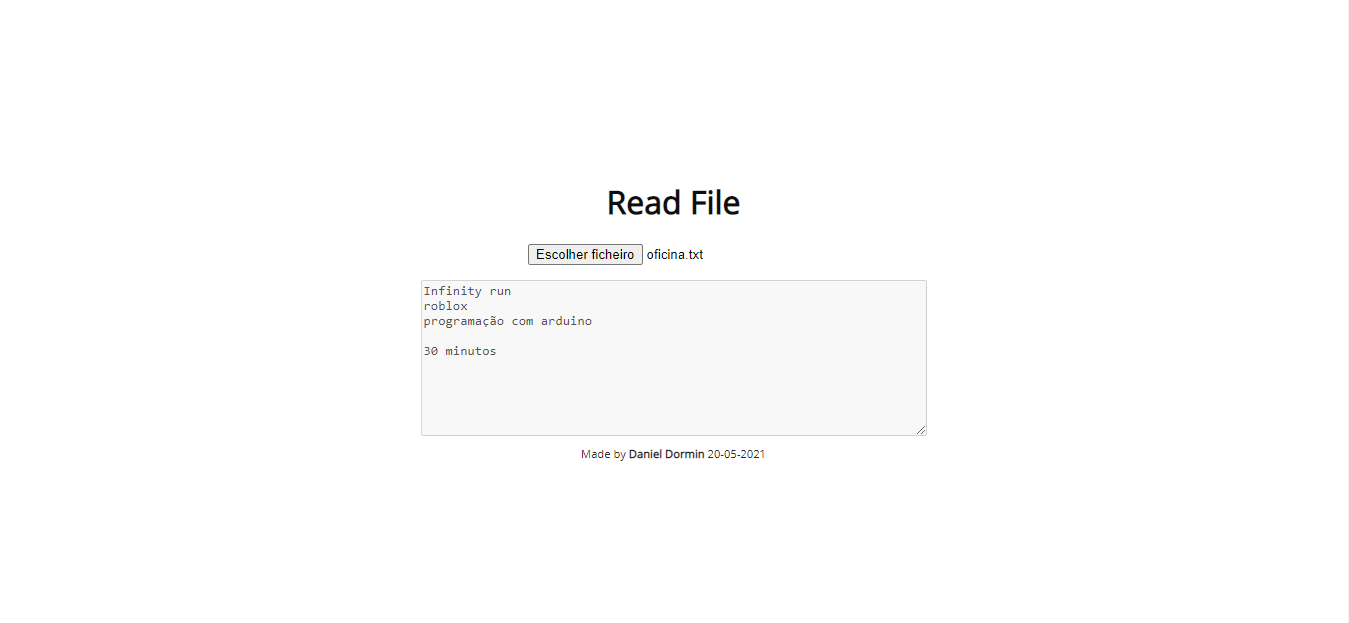 Read File
Escolher ficheiro oficina.txt
Infinity run
roblox
programação com arduino
30 minutos
Made by Daniel Dormin 20-05-2021